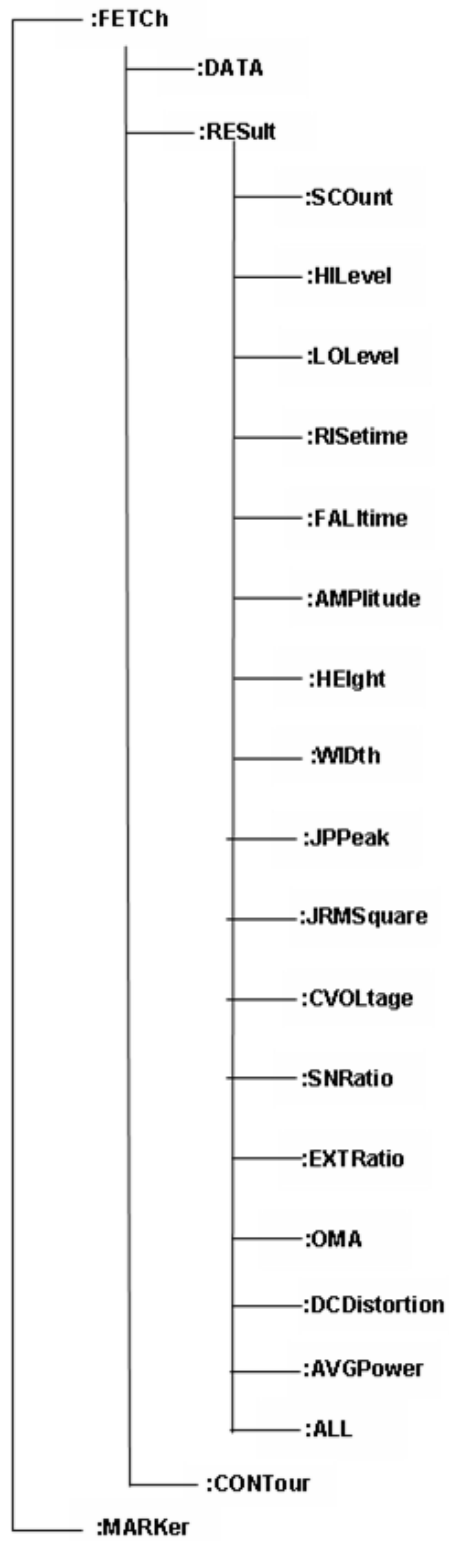 :FETCh
:DATA
:RESult
:SCOunt
:HILevel
:LOLevel
:RISetime
:FALltime
:AMPlitude
:HEIght
:WIDth
:JPPeak
:JRMSquare
:CVOLtage
:SNRatio
:EXTRatio
:OMA
:DCDistortion
:AVGPower
:ALL
:CONTour
:MARKer